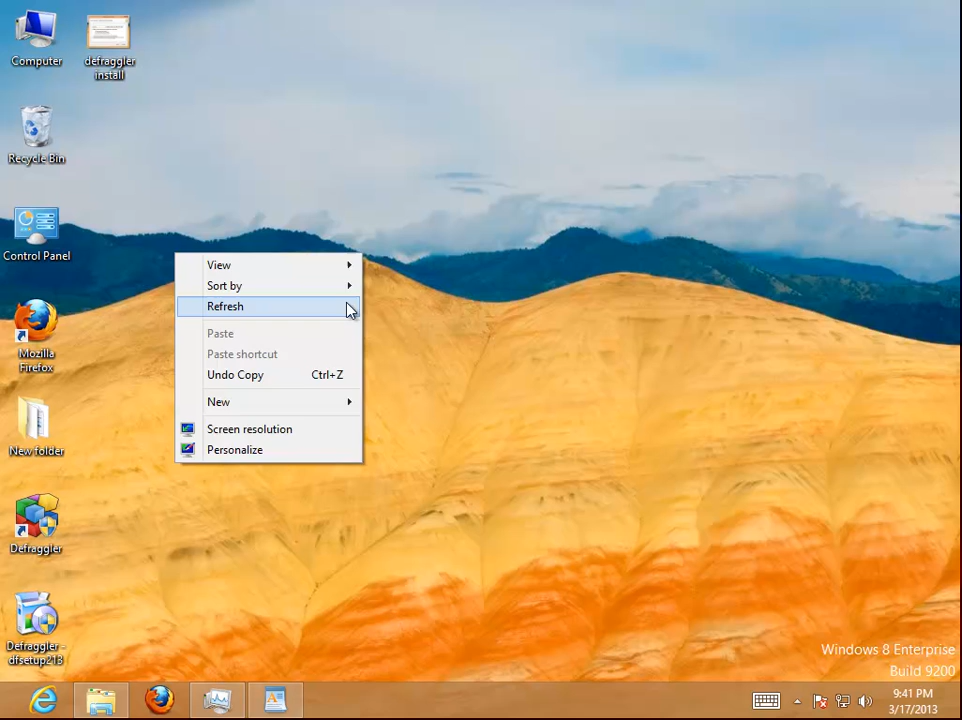 Computer
defraggler
install
Recycle Bin
Control Panel
Mozilla
Firefox
New folder
Defraggler
Defraggler -
dfsetup213
View
Sort by
Refresh
Paste
Paste shortcut
Undo Copy Ctrl+Z
New
Screen resolution
Personalize
Windows 8 Enterprise
Build 9200
9:41 PM
3/17/2013